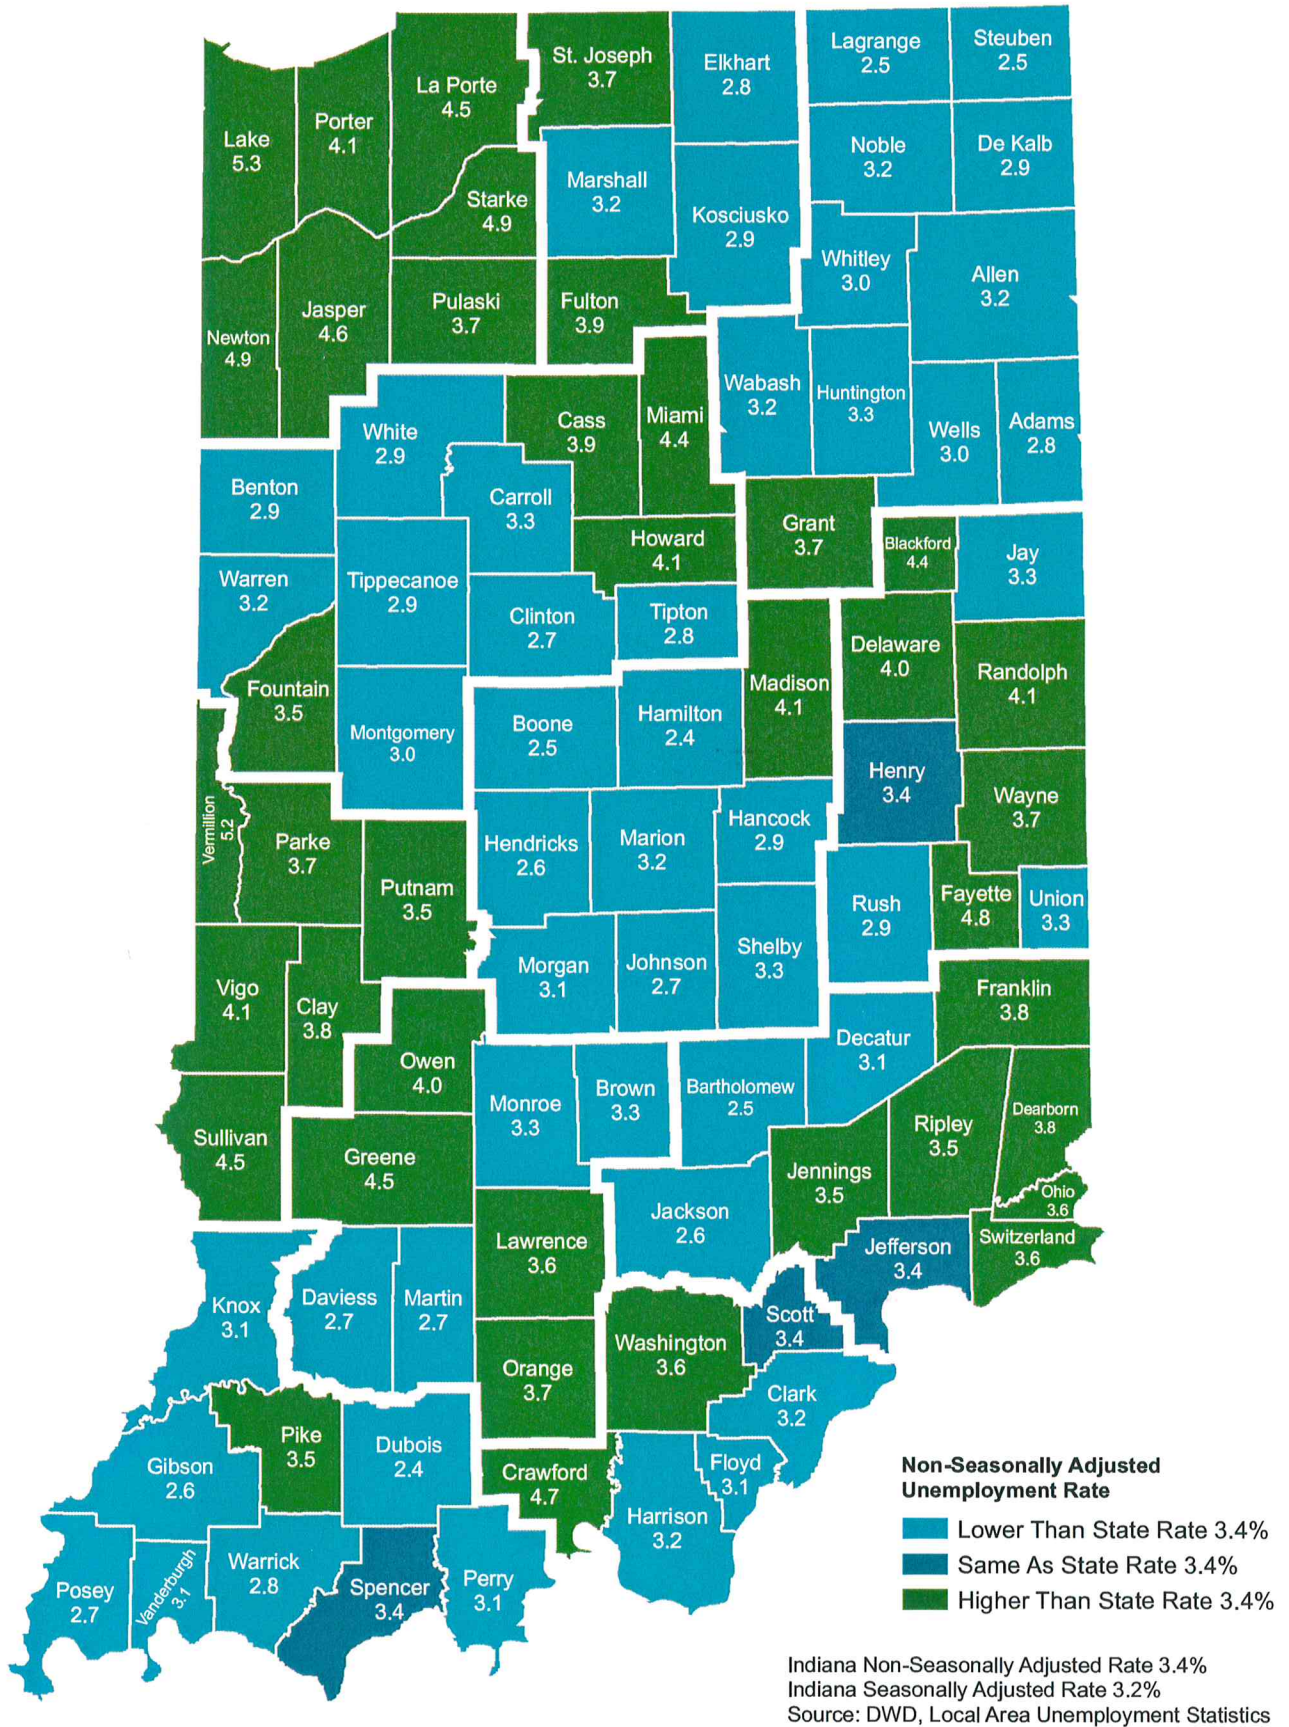 St. Joseph
3.7
Elkhart
2.8
Lagrange
2.5
Steuben
2.5
La Porte
4.5
Porter
4.1
Lake
5.3
Noble
3.2
De Kalb
2.9
Marshall
3.2
Starke
4.9
Kosciusko
2.9
Whitley
3.0
Allen
3.2
Newton
4.9
Jasper
4.6
Pulaski
3.7
Fulton
3.9
Wabash
3.2
Huntington
3.3
Wells
3.0
Adams
2.8
White
2.9
Cass
3.9
Miami
4.4
Benton
2.9
Carroll
3.3
Howard
4.1
Grant
3.7
Blackford
4.4
Jay
3.3
Warren
3.2
Tippecanoe
2.9
Clinton
2.7
Tipton
2.8
Delaware
4.0
Randolph
4.1
Fountain
3.5
Montgomery
3.0
Boone
2.5
Hamilton
2.4
Madison
4.1
Henry
3.4
Wayne
3.7
Vermillion
5.2
Parke
3.7
Putnam
3.5
Hendricks
2.6
Marion
3.2
Hancock
2.9
Rush
2.9
Fayette
4.8
Union
3.3
Vigo
4.1
Clay
3.8
Morgan
3.1
Johnson
2.7
Shelby
3.3
Franklin
3.8
Owen
4.0
Monroe
3.3
Brown
3.3
Bartholomew
2.5
Decatur
3.1
Sullivan
4.5
Greene
4.5
Jennings
3.5
Ripley
3.5
Dearborn
3.8
Ohio
3.6
Switzerland
3.6
Jackson
2.6
Lawrence
3.6
Jefferson
3.4
Knox
3.1
Daviess
2.7
Martin
2.7
Orange
3.7
Washington
3.6
Scott
3.4
Clark
3.2
Gibson
2.6
Pike
3.5
Dubois
2.4
Crawford
4.7
Harrison
3.2
Floyd
3.1
Posey
2.7
Vanderburgh
3.1
Warrick
2.8
Spencer
3.4
Perry
3.1
Non-Seasonally Adjusted
Unemployment Rate
Lower Than State Rate 3.4%
Same As State Rate 3.4%
Higher Than State Rate 3.4%
Indiana Non-Seasonally Adjusted Rate 3.4%
Indiana Seasonally Adjusted Rate 3.2%
Source: DWD, Local Area Unemployment Statistics